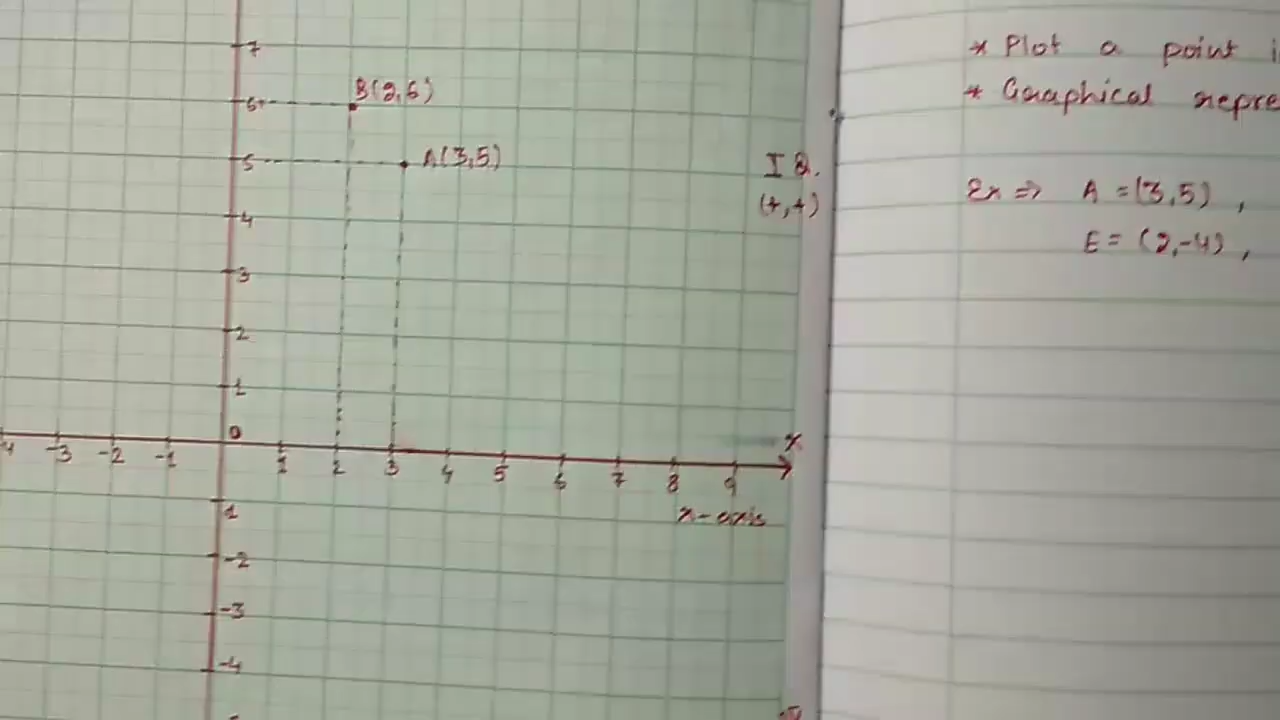 7
B(2,6)
6
5
A(3,5)
I Q.
(+,+)
4
3
2
1
0
-4 -3 -2 -1 1 2 3 4 5 6 7 8 9
x
x-axis
-1
-2
-3
-4
* Plot a point i
* Graphical repre
Ex => A =(3,5) ,
E = (2,-4) ,